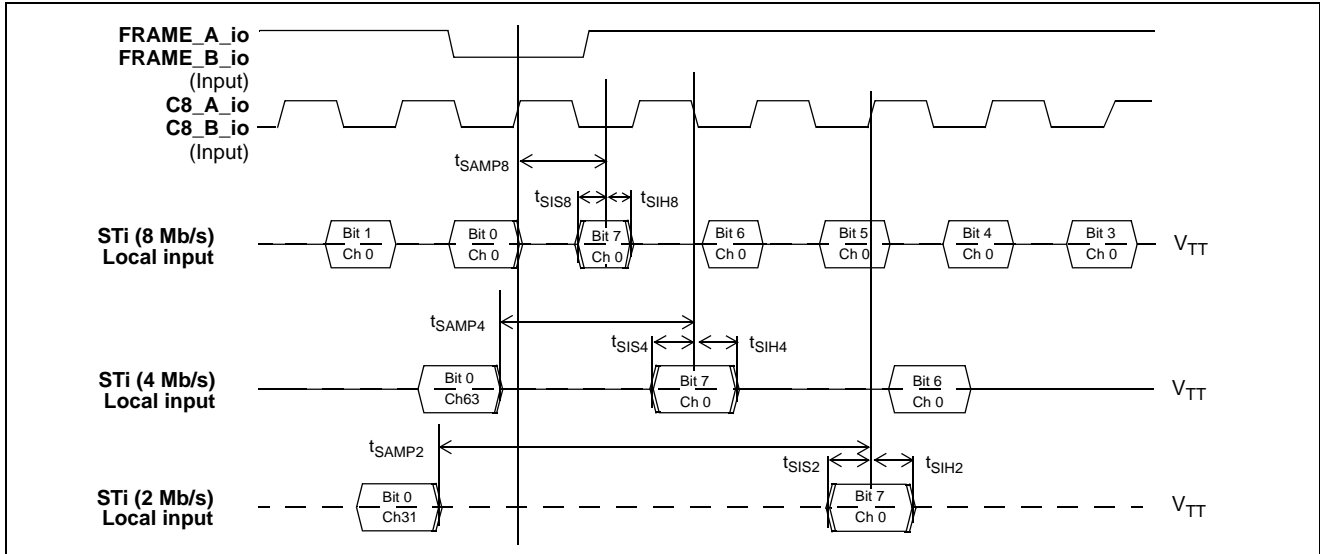 FRAME_A_io
FRAME_B_io
(Input)
C8_A_io
C8_B_io
(Input)
tSAMP8
tSIS8 tSIH8
STi (8 Mb/s)
Local input
Bit 1
Ch 0
Bit 0
Ch 0
Bit 7
Ch 0
Bit 6
Ch 0
Bit 5
Ch 0
Bit 4
Ch 0
Bit 3
Ch 0
VTT
tSAMP4
tSIS4 tSIH4
STi (4 Mb/s)
Local input
Bit 0
Ch63
Bit 7
Ch 0
Bit 6
Ch 0
VTT
tSAMP2
tSIS2 tSIH2
STi (2 Mb/s)
Local input
Bit 0
Ch31
Bit 7
Ch 0
VTT